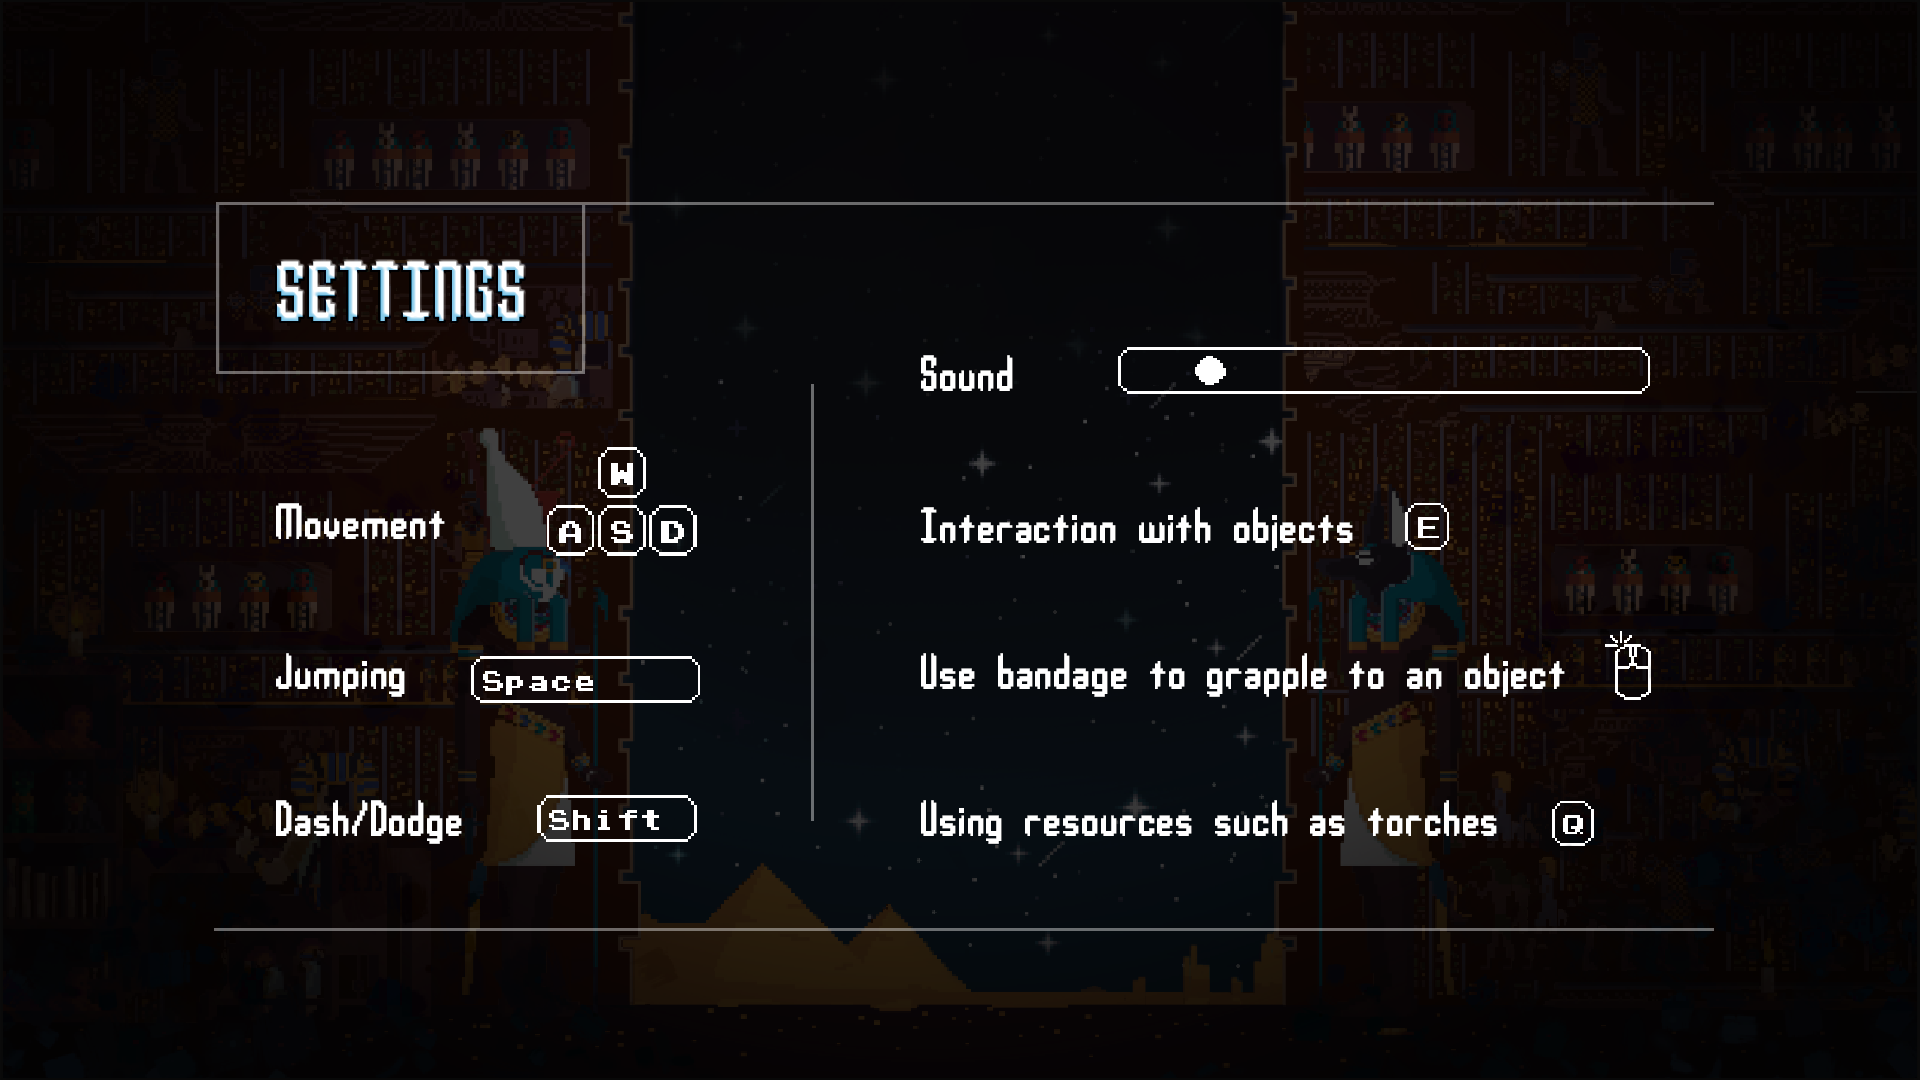 SETTINGS
Movement W
A S D
Jumping Space
Dash/Dodge Shift
Sound
Interaction with objects E
Use bandage to grapple to an object
Using resources such as torches Q